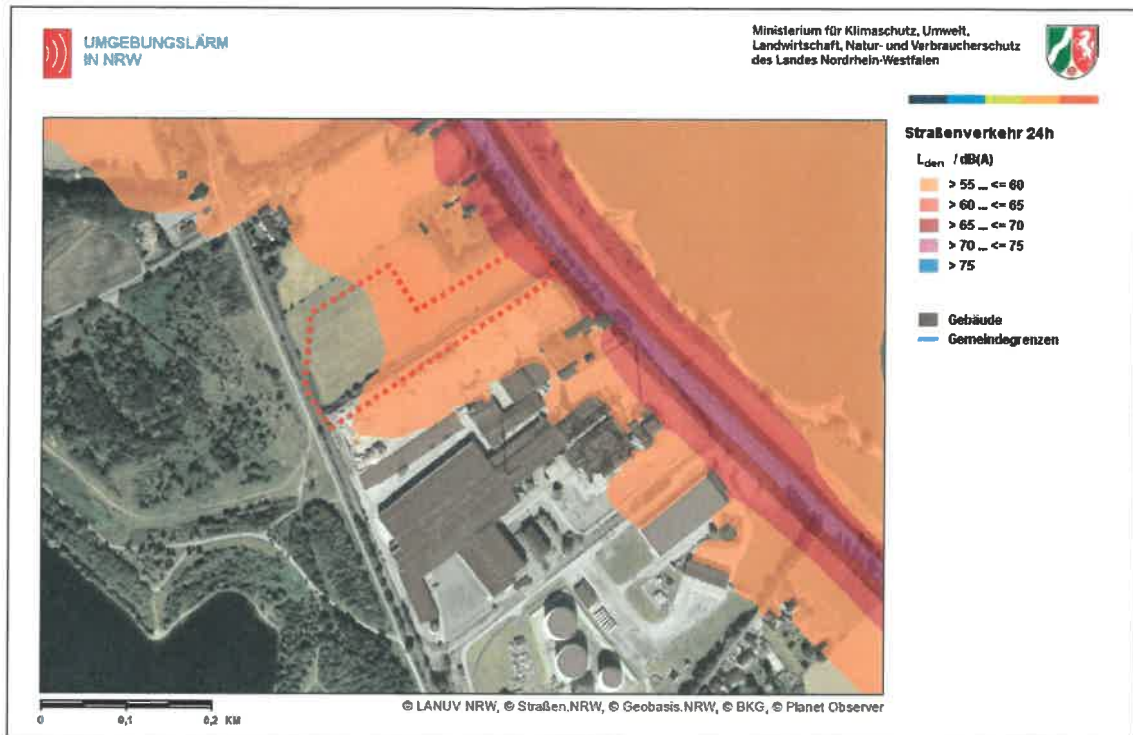 UMGEBUNGSLÄRM
IN NRW
Ministerium für Klimaschutz, Umwelt,
Landwirtschaft, Natur- und Verbraucherschutz
des Landes Nordrhein-Westfalen
Straßenverkehr 24h
Lden / dB(A)
> 55 ... <= 60
> 60 ... <= 65
> 65 ... <= 70
> 70 ... <= 75
> 75
Gebäude
Gemeindegrenzen
© LANUV NRW, © Straßen.NRW, © Geobasis.NRW, © BKG, © Planet Observer
0 0,1 0,2 KM